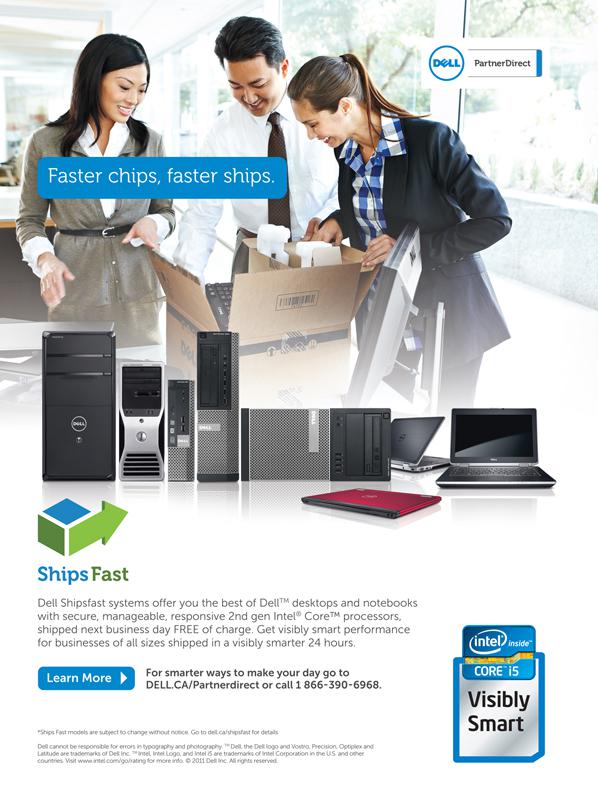 DELL PartnerDirect
Faster chips, faster ships.
DELL
DELL
DELL
DELL
Ships Fast
Dell Shipsfast systems offer you the best of Dell™ desktops and notebooks
with secure, manageable, responsive 2nd gen Intel® Core™ processors,
shipped next business day FREE of charge. Get visibly smart performance
for businesses of all sizes shipped in a visibly smarter 24 hours.
Learn More
For smarter ways to make your day go to
DELL.CA/Partnerdirect or call 1 866-390-6968.
intel inside™
CORE™ i5
Visibly
Smart
*Ships Fast models are subject to change without notice. Go to dell.ca/shipsfast for details
Dell cannot be responsible for errors in typography and photography. ™ Dell, the Dell logo and Vostro, Precision, Optiplex and
Latitude are trademarks of Dell Inc. ™ Intel, Intel Logo, and Intel i5 are trademarks of Intel Corporation in the U.S. and other
countries. Visit www.intel.com/go/rating for more info. © 2011 Dell Inc. All rights reserved.